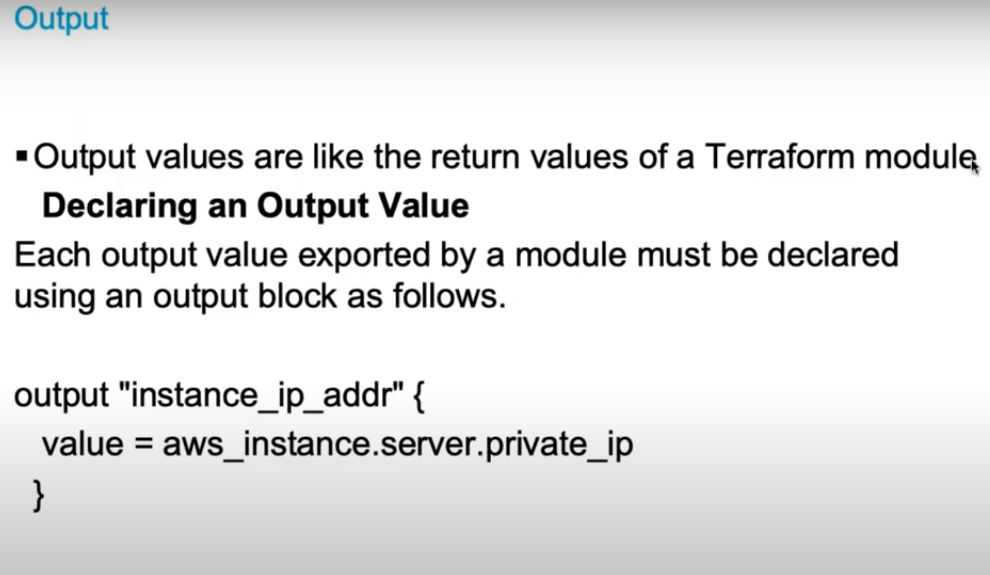 Output
▪Output values are like the return values of a Terraform module
Declaring an Output Value
Each output value exported by a module must be declared
using an output block as follows.
output "instance_ip_addr" {
value = aws_instance.server.private_ip
}